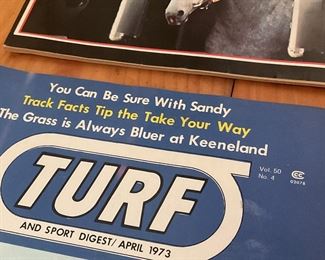 You Can Be Sure With Sandy
Track Facts Tip the Take Your Way
The Grass is Always Bluer at Keeneland
TURF
Vol. 50
No. 4
02078
AND SPORT DIGEST/APRIL 1973